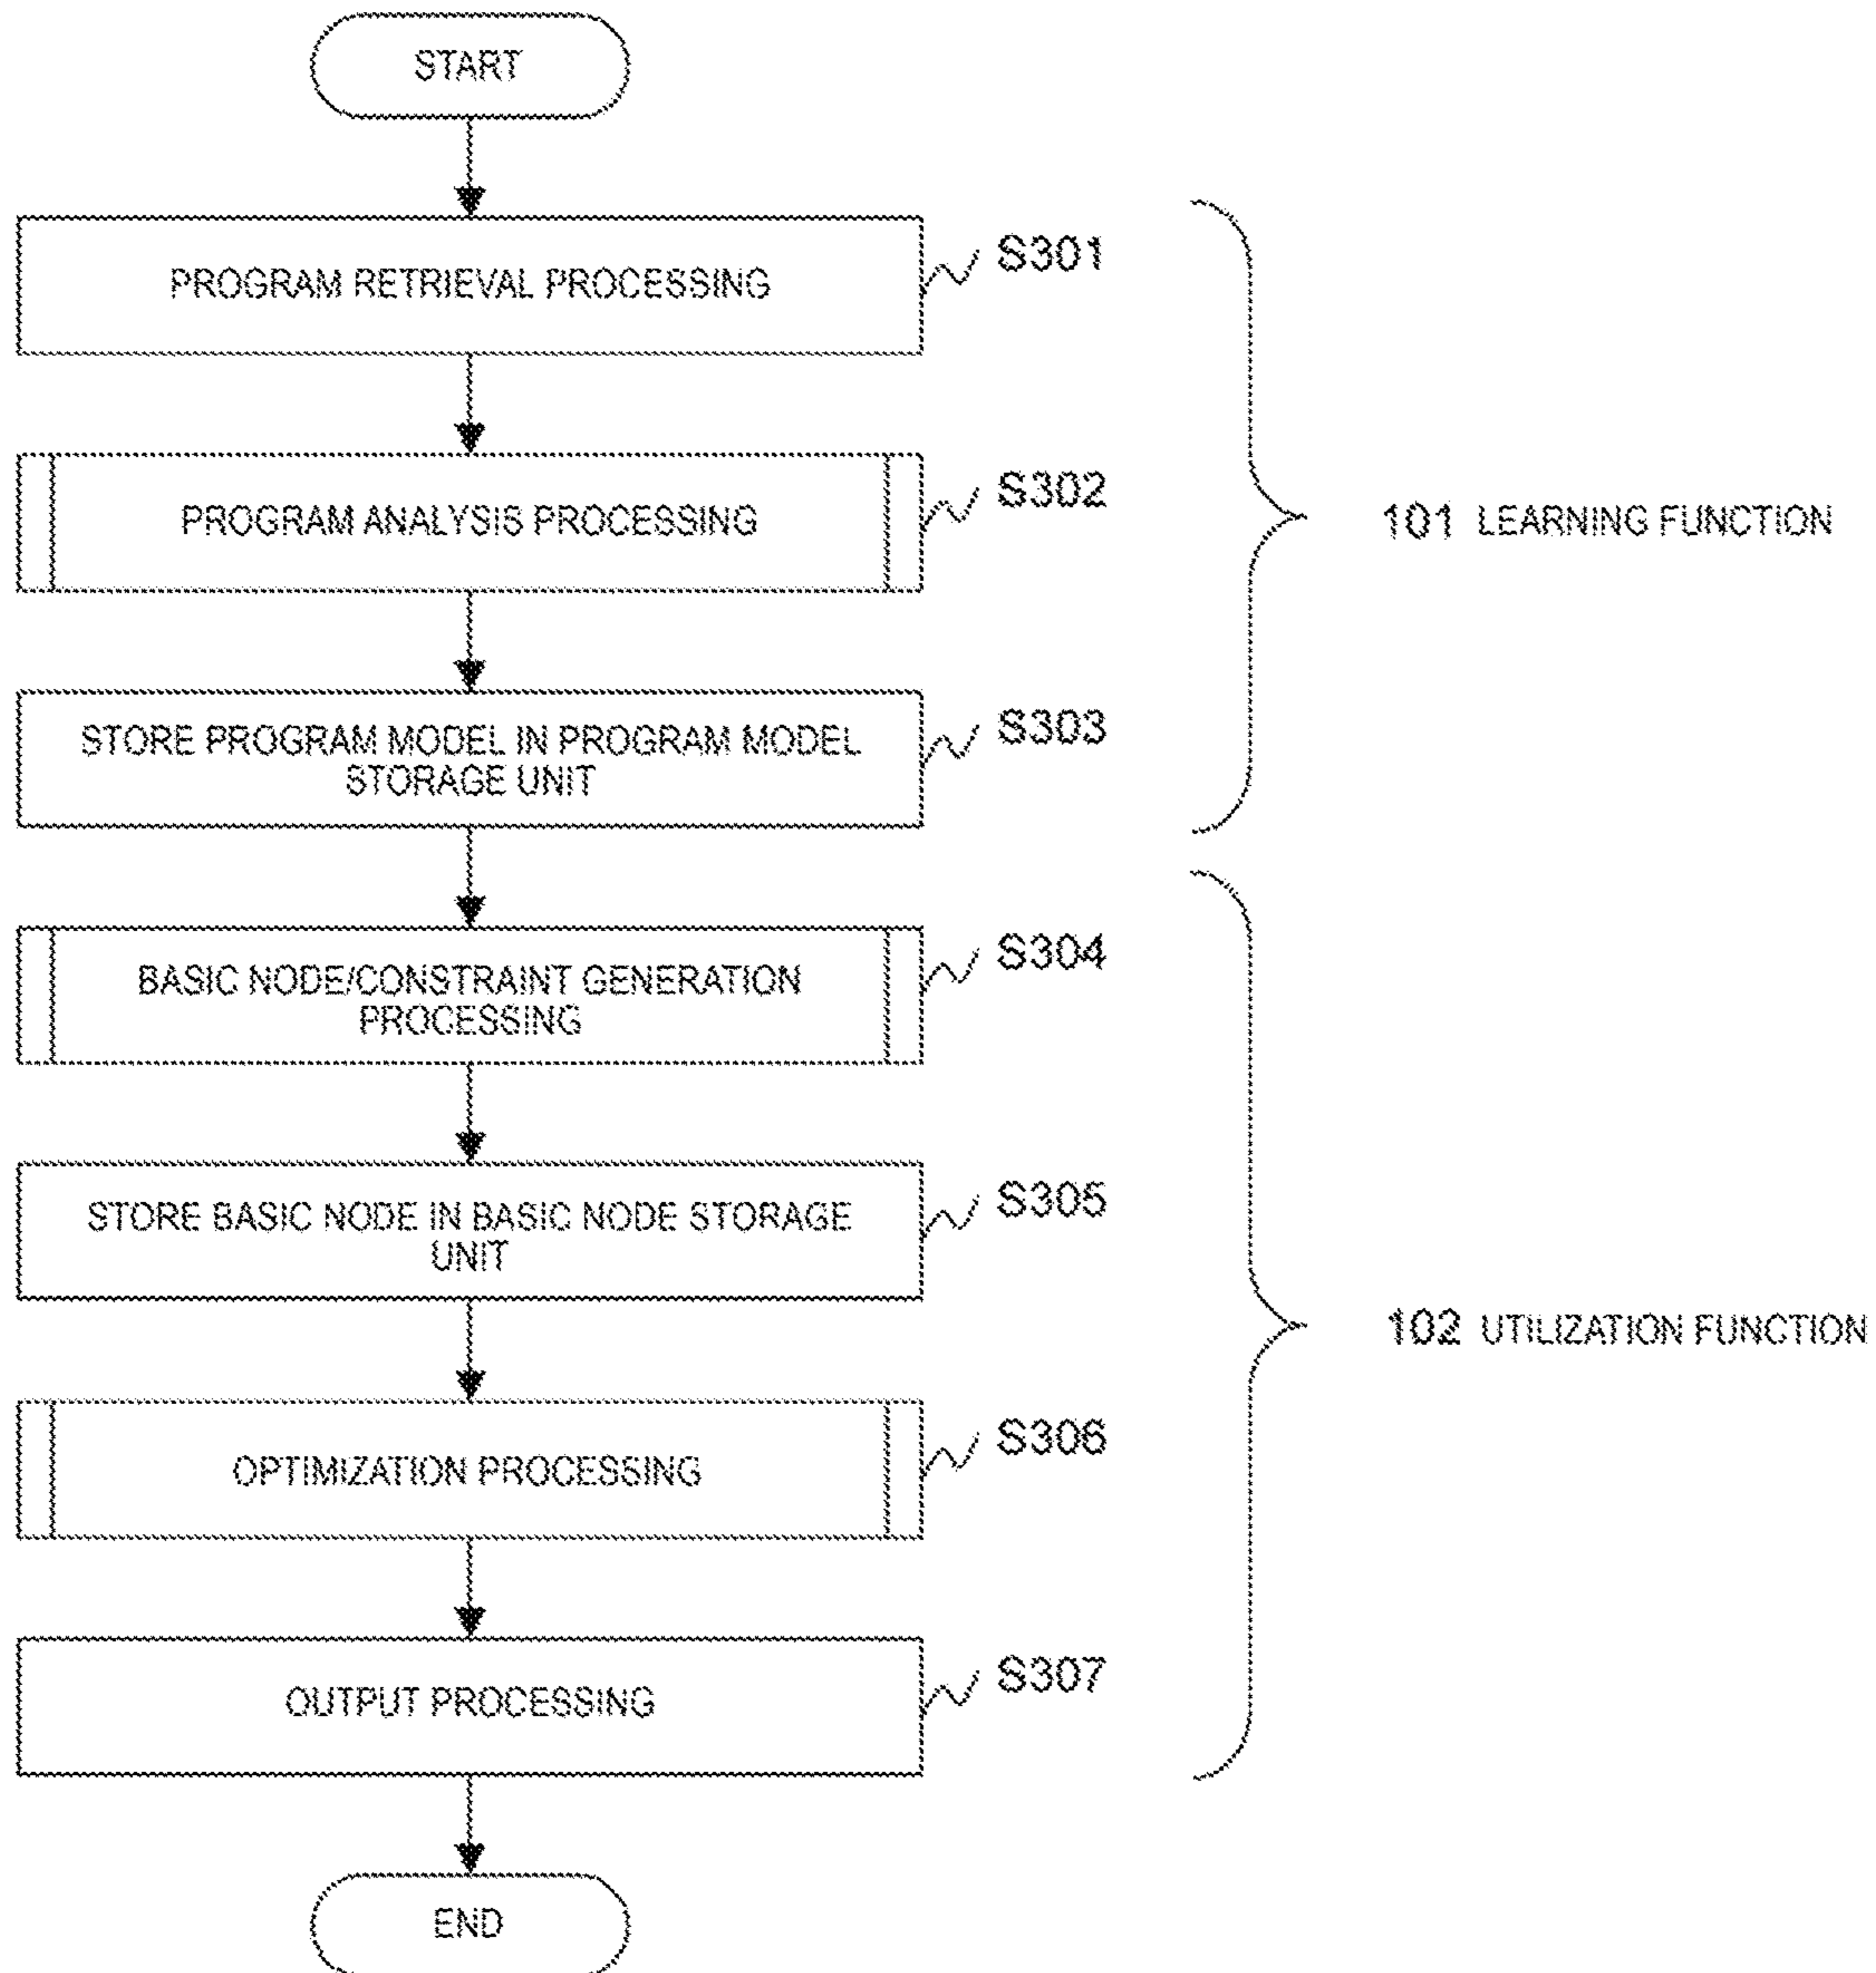 START
PROGRAM RETRIEVAL PROCESSING
S301
PROGRAM ANALYSIS PROCESSING
S302
101 LEARNING FUNCTION
STORE PROGRAM MODEL IN PROGRAM MODEL
STORAGE UNIT
S303
BASIC NODE/CONSTRAINT GENERATION
PROCESSING
S304
STORE BASIC NODE IN BASIC NODE STORAGE
UNIT
S305
102 UTILIZATION FUNCTION
OPTIMIZATION PROCESSING
S306
OUTPUT PROCESSING
S307
END